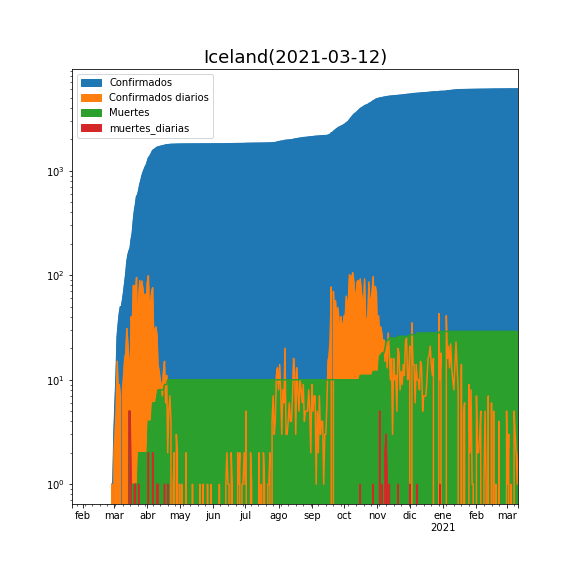 Iceland(2021-03-12)
Confirmados
Confirmados diarios
Muertes
muertes_diarias
10³
10²
10¹
10⁰
feb mar abr may jun jul ago sep oct nov dic ene feb mar
2021